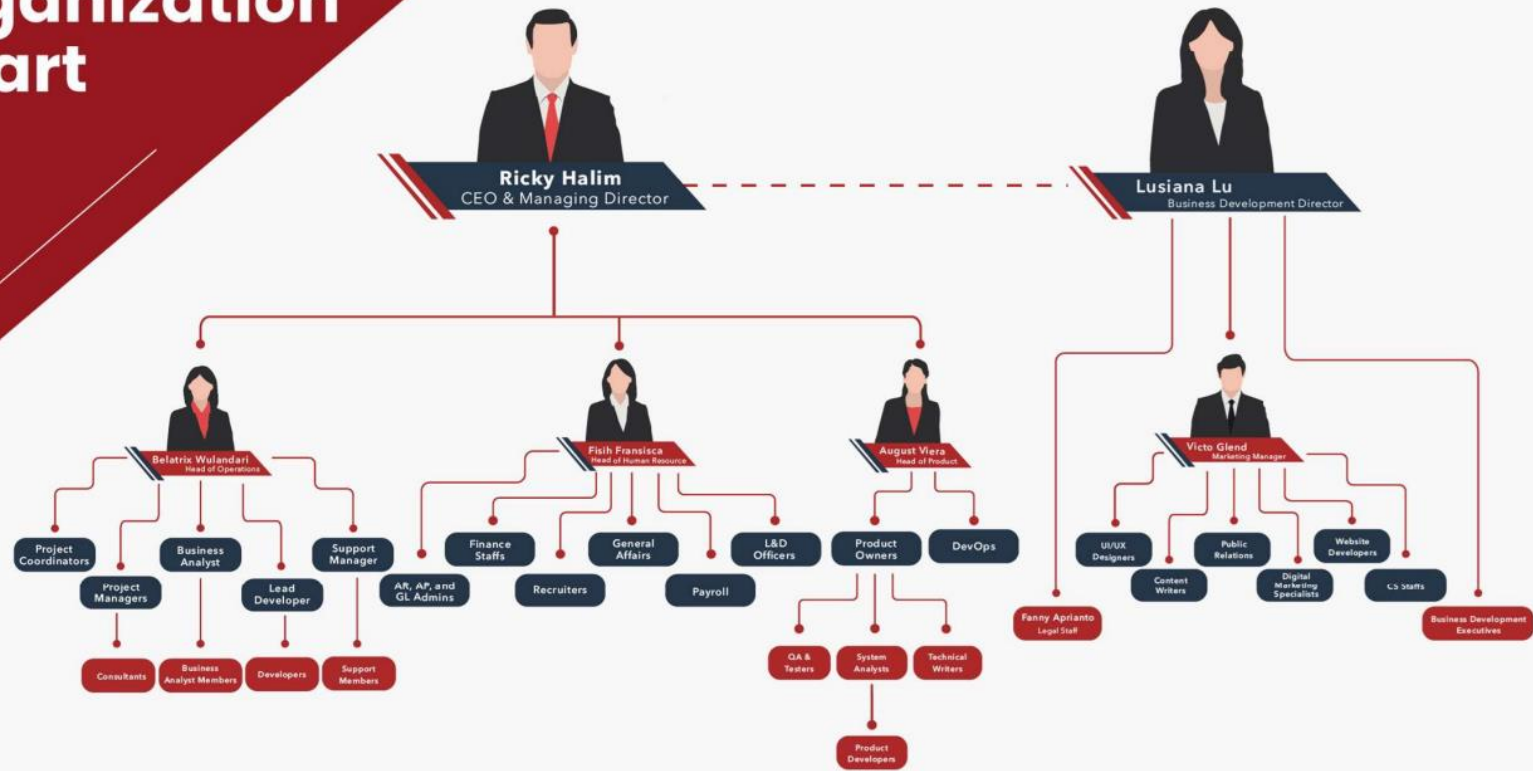 ganization
art
Ricky Halim
CEO & Managing Director
Lusiana Lu
Business Development Director
Belatrix Wulandari
Head of Operations
Fisih Fransisca
Head of Human Resource
August Viera
Head of Product
Victo Glend
Marketing Manager
Project
Coordinators
Project
Managers
Business
Analyst
Lead
Developer
Support
Manager
Consultants
Business
Analyst Members
Developers
Support
Members
AR, AP, and
GL Admins
Finance
Staffs
Recruiters
General
Affairs
Payroll
L&D
Officers
Product
Owners
DevOps
QA &
Testers
System
Analysts
Technical
Writers
Product
Developers
UI/UX
Designers
Content
Writers
Public
Relations
Digital
Marketing
Specialists
Website
Developers
CS Staffs
Fanny Aprianto
Legal Staff
Business Development
Executives